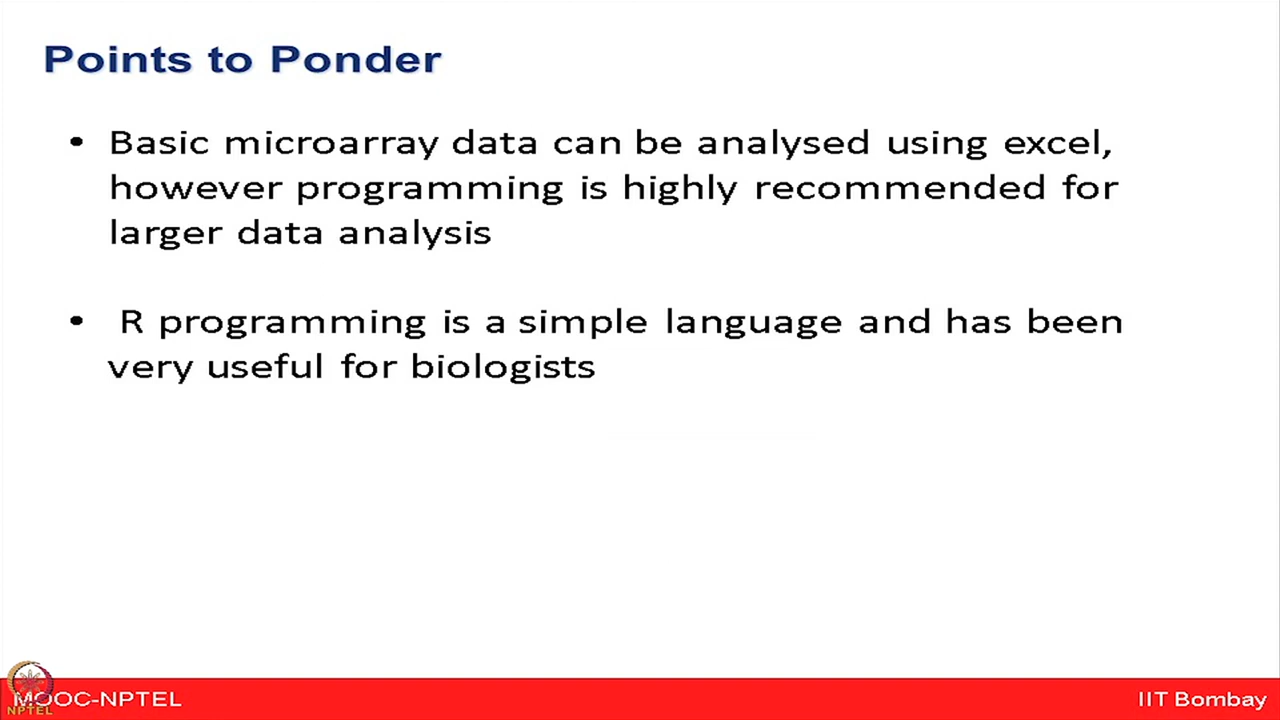 Points to Ponder
• Basic microarray data can be analysed using excel,
however programming is highly recommended for
larger data analysis
• R programming is a simple language and has been
very useful for biologists
MOOC-NPTEL
NPTEL
IIT Bombay